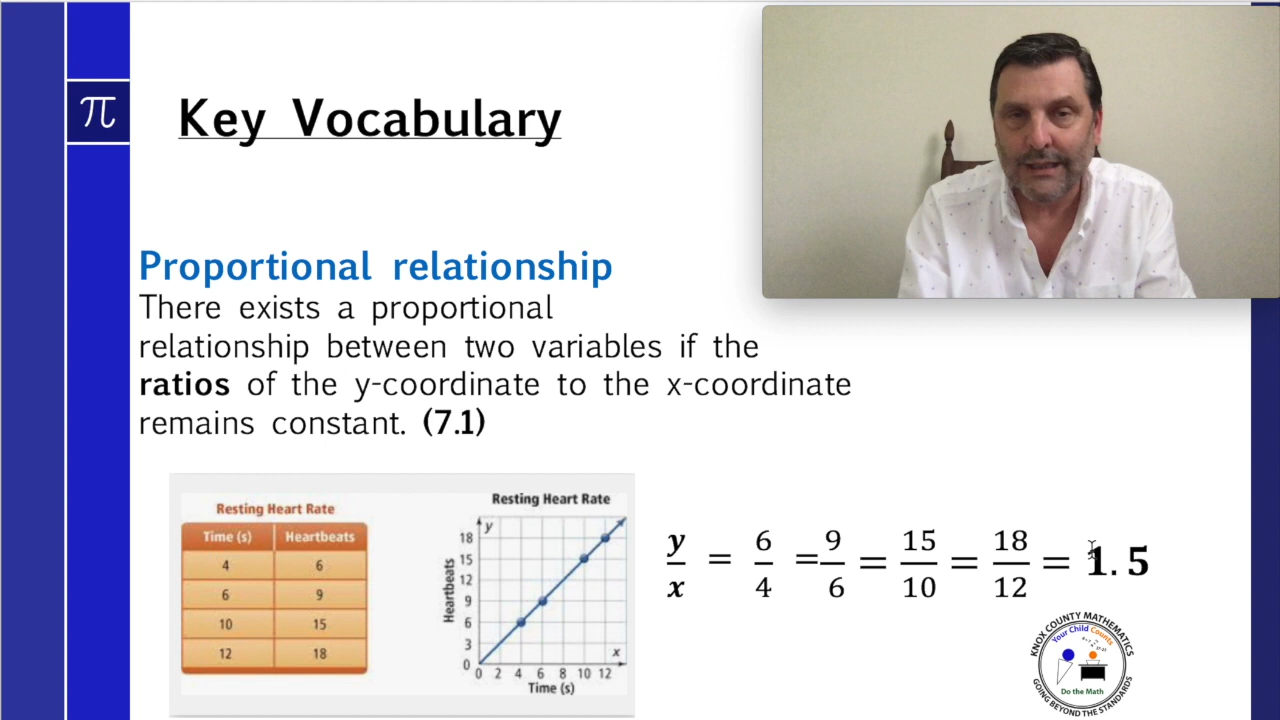 π
Key Vocabulary
Proportional relationship
There exists a proportional
relationship between two variables if the
ratios of the y-coordinate to the x-coordinate
remains constant. (7.1)
Resting Heart Rate
Time (s) Heartbeats
4 6
6 9
10 15
12 18
Resting Heart Rate
y
18
15
12
9
6
3
0
Heartbeats
x
0 2 4 6 8 10 12
Time (s)
y/x = 6/4 = 9/6 = 15/10 = 18/12 = 1.5
KNOX COUNTY MATHEMATICS
Your Child Counts
Do the Math
GOING BEYOND THE STANDARDS